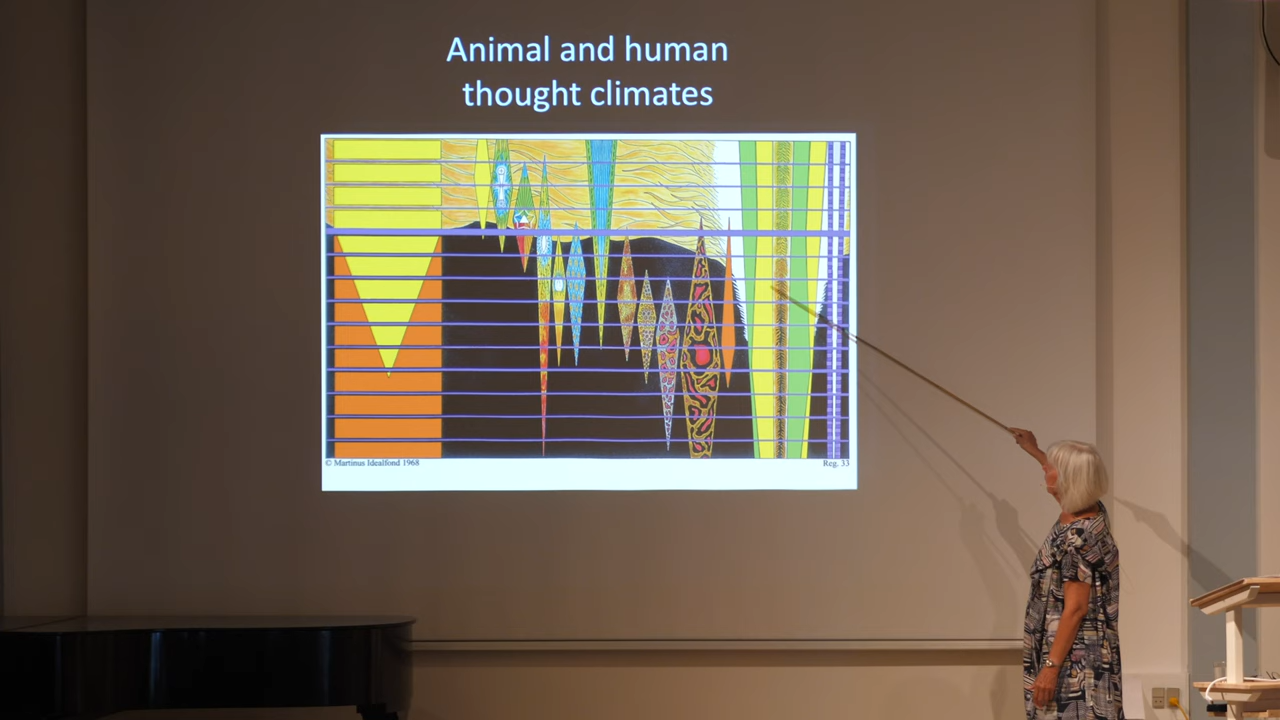 Animal and human
thought climates
© Martinus Idealfond 1968
Reg. 33